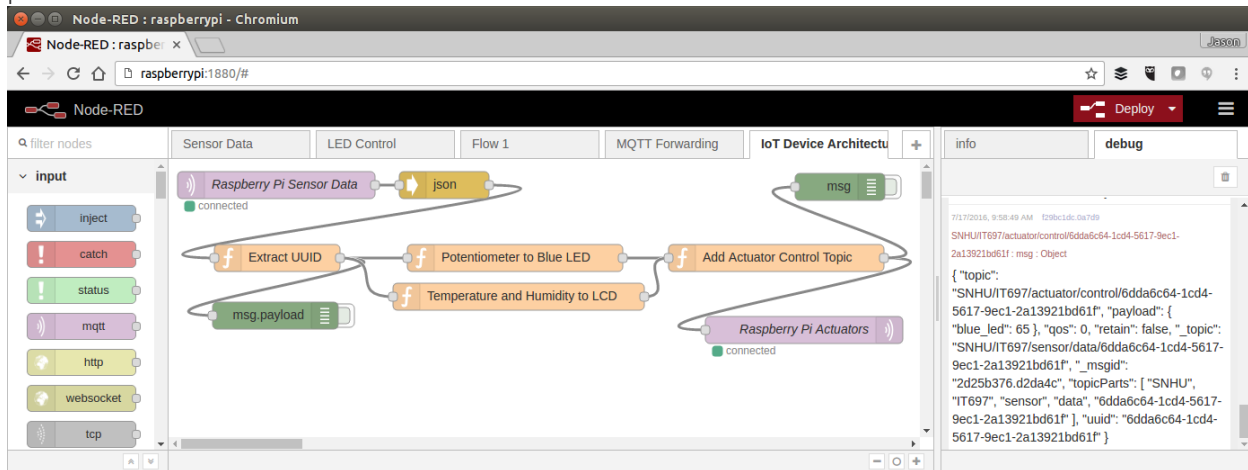 Node-RED : raspberrypi - Chromium
Node-RED : raspber
Jason
raspberrypi:1880/#
Node-RED
Deploy
filter nodes
Sensor Data
LED Control
Flow 1
MQTT Forwarding
IoT Device Architectu
info
debug
input
inject
catch
status
mqtt
http
websocket
tcp
Raspberry Pi Sensor Data
connected
json
msg
Extract UUID
Potentiometer to Blue LED
Add Actuator Control Topic
Temperature and Humidity to LCD
msg.payload
Raspberry Pi Actuators
connected
7/17/2016, 9:58:49 AM f29bc1dc.0a7d9
SNHU/IT697/actuator/control/6dda6c64-1cd4-5617-9ec1-
2a13921bd61f : msg : Object
{ "topic":
"SNHU/IT697/actuator/control/6dda6c64-1cd4-
5617-9ec1-2a13921bd61f", "payload": {
"blue_led": 65 }, "qos": 0, "retain": false, "_topic":
"SNHU/IT697/sensor/data/6dda6c64-1cd4-5617-
9ec1-2a13921bd61f", "_msgid":
"2d25b376.d2da4c", "topicParts": [ "SNHU",
"IT697", "sensor", "data", "6dda6c64-1cd4-5617-
9ec1-2a13921bd61f" ], "uuid": "6dda6c64-1cd4-
5617-9ec1-2a13921bd61f" }